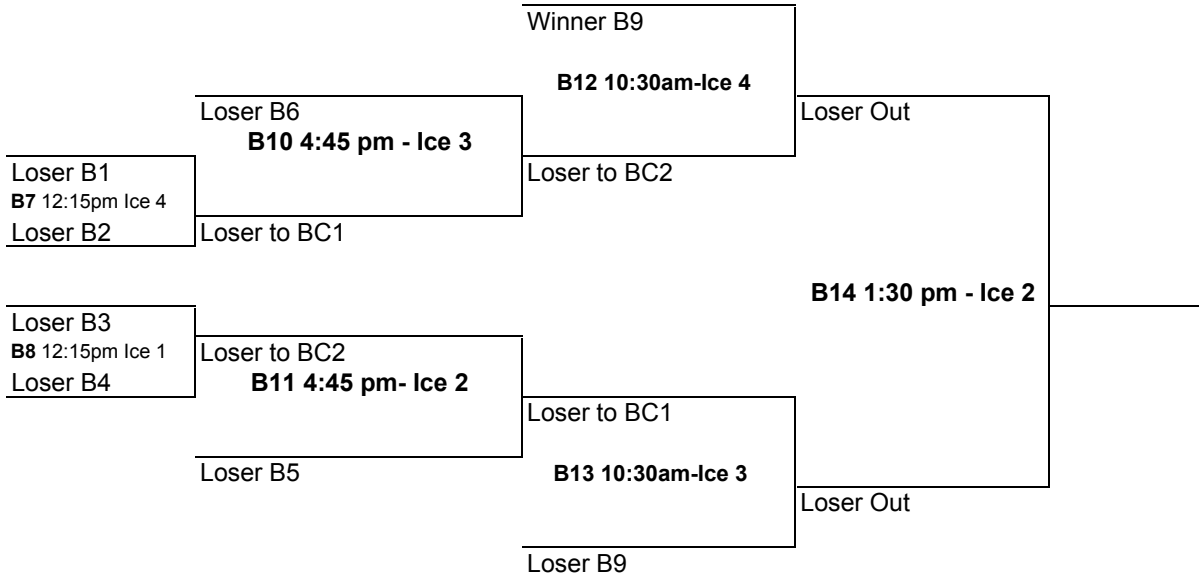 Winner B9
B12 10:30am-Ice 4
Loser B6
Loser Out
B10 4:45 pm - Ice 3
Loser B1
Loser to BC2
B7 12:15pm Ice 4
Loser B2
Loser to BC1
B14 1:30 pm - Ice 2
Loser B3
B8 12:15pm Ice 1
Loser to BC2
Loser B4
B11 4:45 pm- Ice 2
Loser to BC1
Loser B5
B13 10:30am-Ice 3
Loser Out
Loser B9